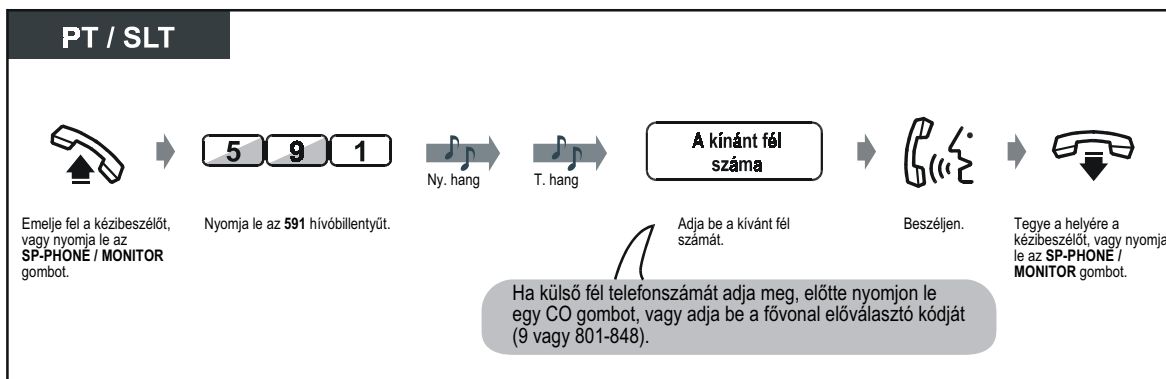 PT / SLT
5 9 1
Ny. hang
T. hang
A kínánt fél
száma
Emelje fel a kézibeszélőt,
vagy nyomja le az
SP-PHONE / MONITOR
gombot.
Nyomja le az 591 hívóbillentyűt.
Adja be a kívánt fél
számát.
Beszéljen.
Tegye a helyére a
kézibeszélőt, vagy nyomja
le az SP-PHONE /
MONITOR gombot.
Ha külső fél telefonszámát adja meg, előtte nyomjon le
egy CO gombot, vagy adja be a fővonal előválasztó kódját
(9 vagy 801-848).